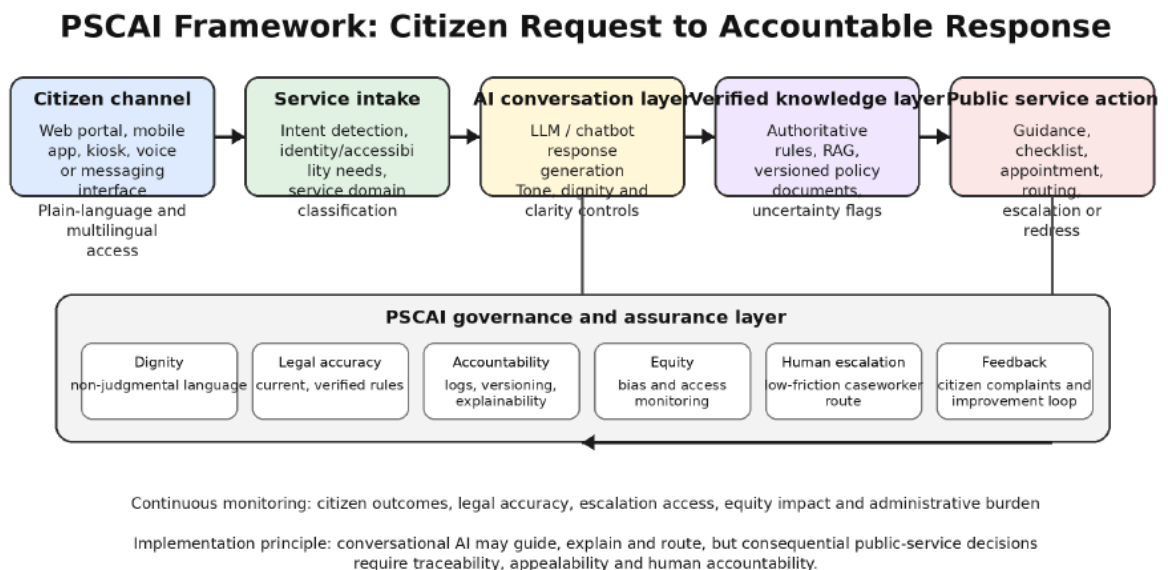 PSCAI Framework: Citizen Request to Accountable Response
Citizen channel
Web portal, mobile
app, kiosk, voice
or messaging
interface
Plain-language and
multilingual
access
Service intake
Intent detection,
identity/accessibi
lity needs,
service domain
classification
AI conversation layer
LLM / chatbot
response
generation
Tone, dignity and
clarity controls
Verified knowledge layer
Authoritative
rules, RAG,
versioned policy
documents,
uncertainty flags
Public service action
Guidance,
checklist,
appointment,
routing,
escalation or
redress
PSCAI governance and assurance layer
Dignity
non-judgmental language
Legal accuracy
current, verified rules
Accountability
logs, versioning,
explainability
Equity
bias and access
monitoring
Human escalation
low-friction caseworker
route
Feedback
citizen complaints and
improvement loop
Continuous monitoring: citizen outcomes, legal accuracy, escalation access, equity impact and administrative burden
Implementation principle: conversational AI may guide, explain and route, but consequential public-service decisions
require traceability, appealability and human accountability.